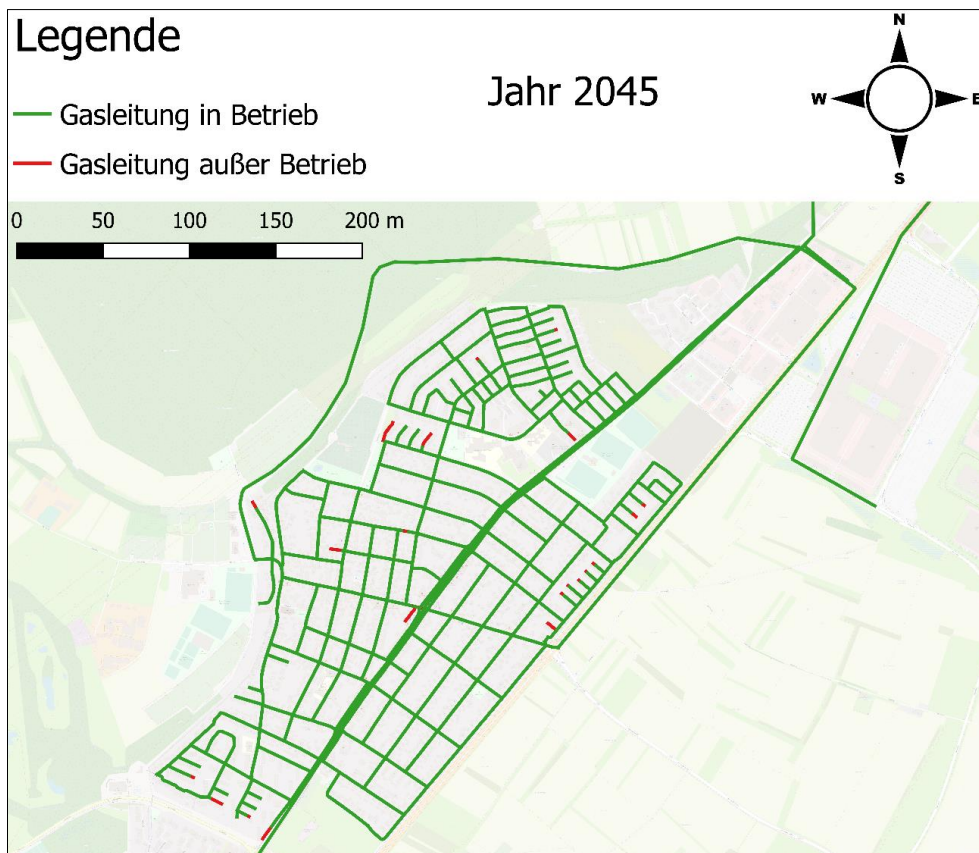 Legende
Jahr 2045
Gasleitung in Betrieb
Gasleitung außer Betrieb
N
W E
S
0 50 100 150 200 m